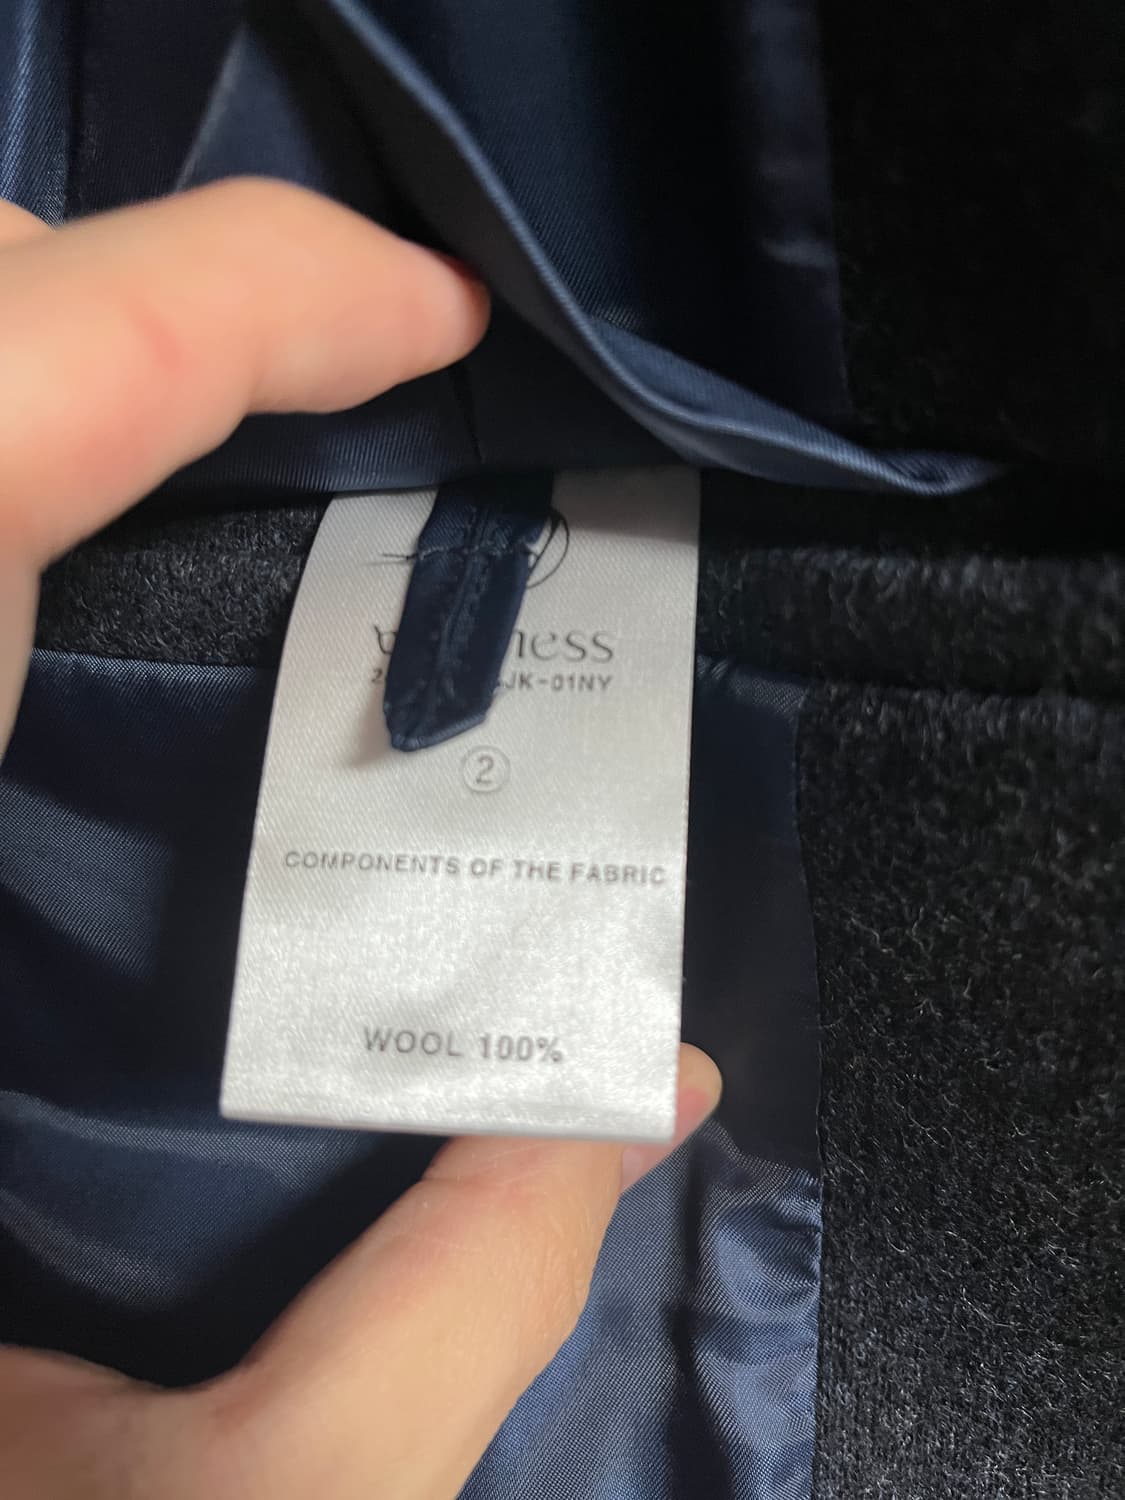 JK-01NY
②
COMPONENTS OF THE FABRIC
WOOL 100%